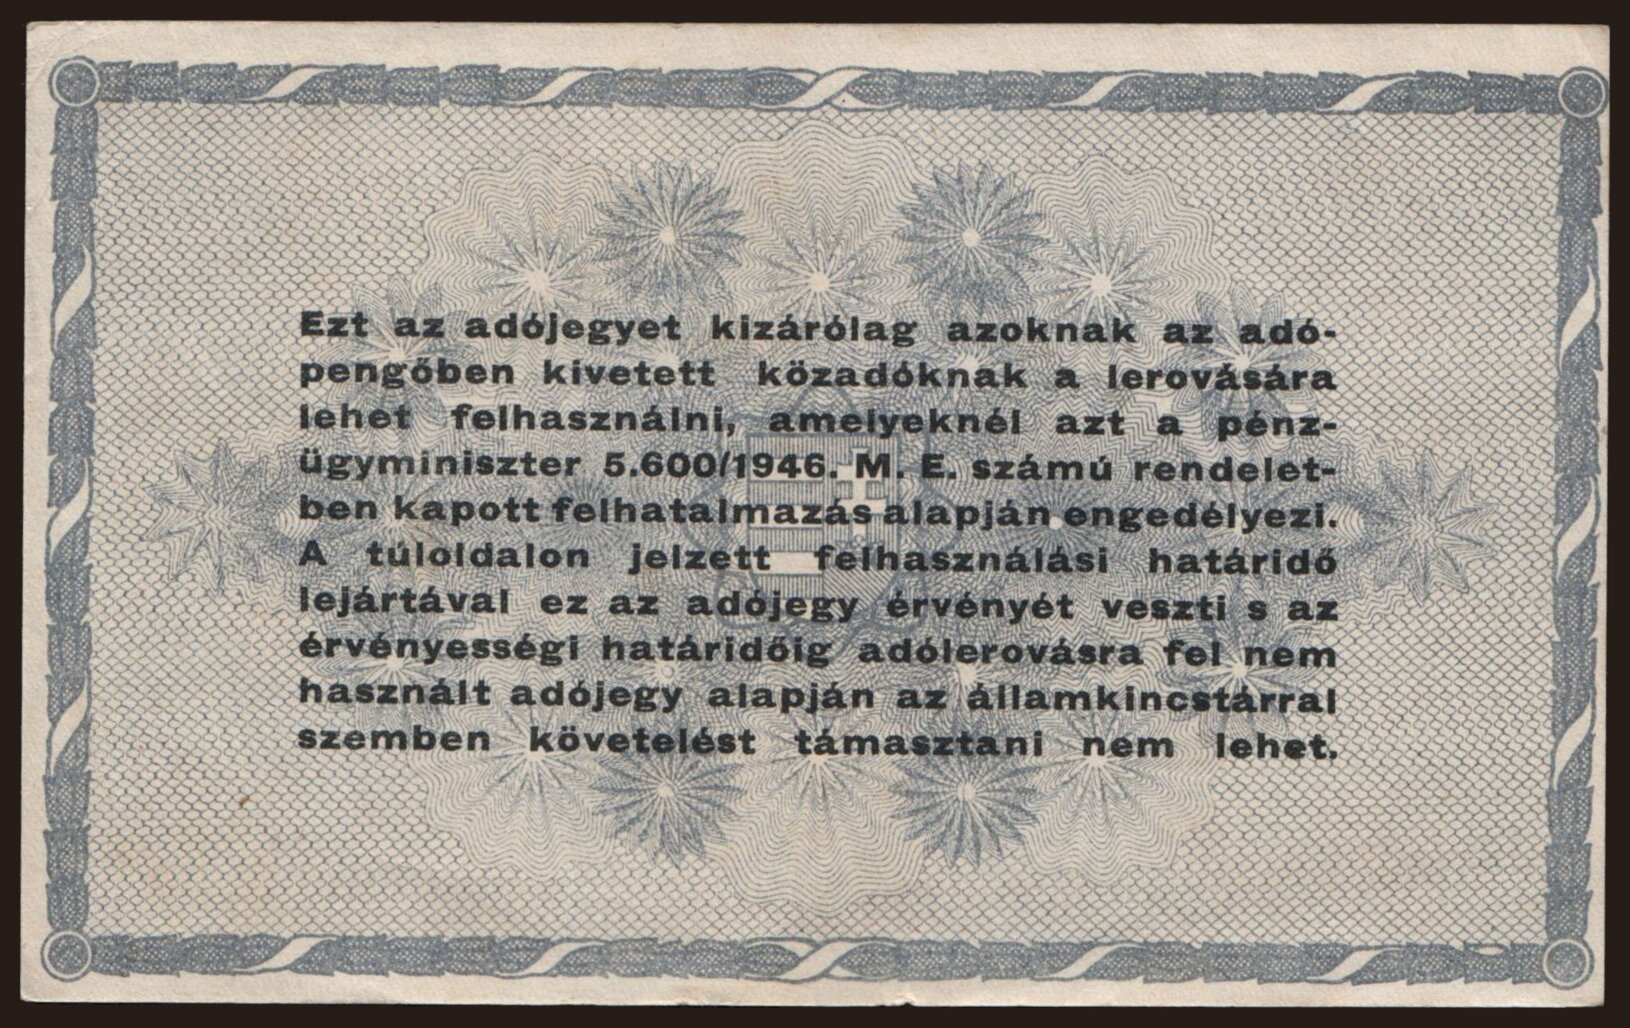 Ezt az adójegyet kizárólag azoknak az adó-
pengőben kivetett közadóknak a lerovására
lehet felhasználni, amelyeknél azt a pénz-
ügyminiszter 5.600/1946. M. E. számú rendelet-
ben kapott felhatalmazás alapján engedélyezi.
A túloldalon jelzett felhasználási határidő
lejártával ez az adójegy érvényét veszti s az
érvényességi határidőig adólerovásra fel nem
használt adójegy alapján az államkincstárral
szemben követelést támasztani nem lehet.